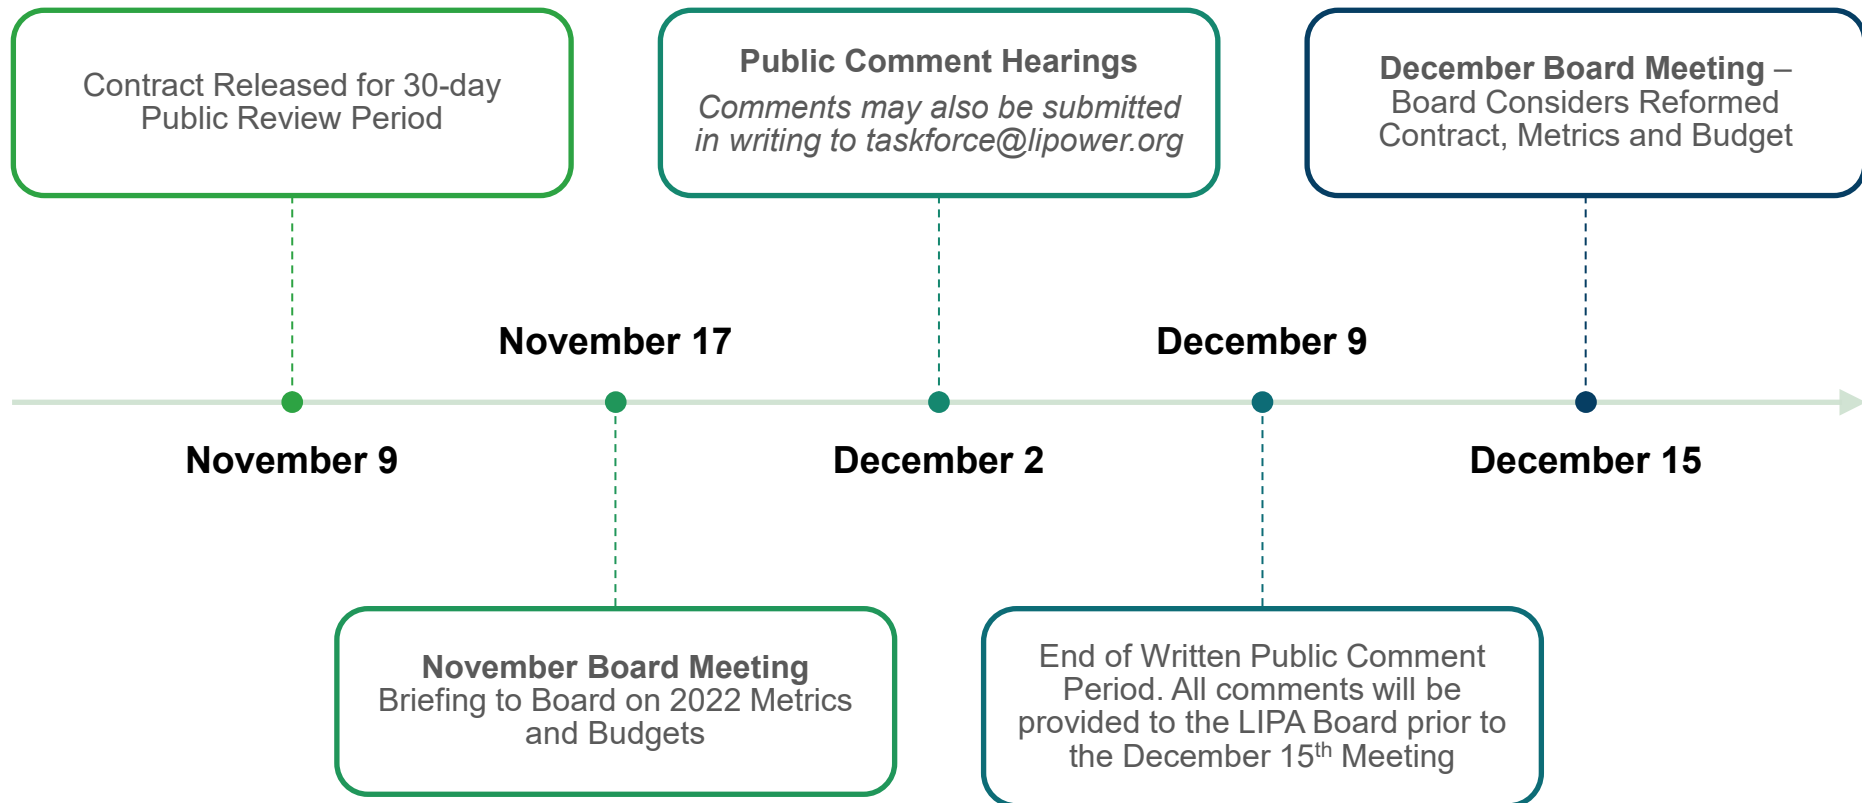 Contract Released for 30-day
Public Review Period
Public Comment Hearings
Comments may also be submitted
in writing to taskforce@lipower.org
December Board Meeting –
Board Considers Reformed
Contract, Metrics and Budget
November 17
December 9
November 9
December 2
December 15
November Board Meeting
Briefing to Board on 2022 Metrics
and Budgets
End of Written Public Comment
Period. All comments will be
provided to the LIPA Board prior to
the December 15th Meeting